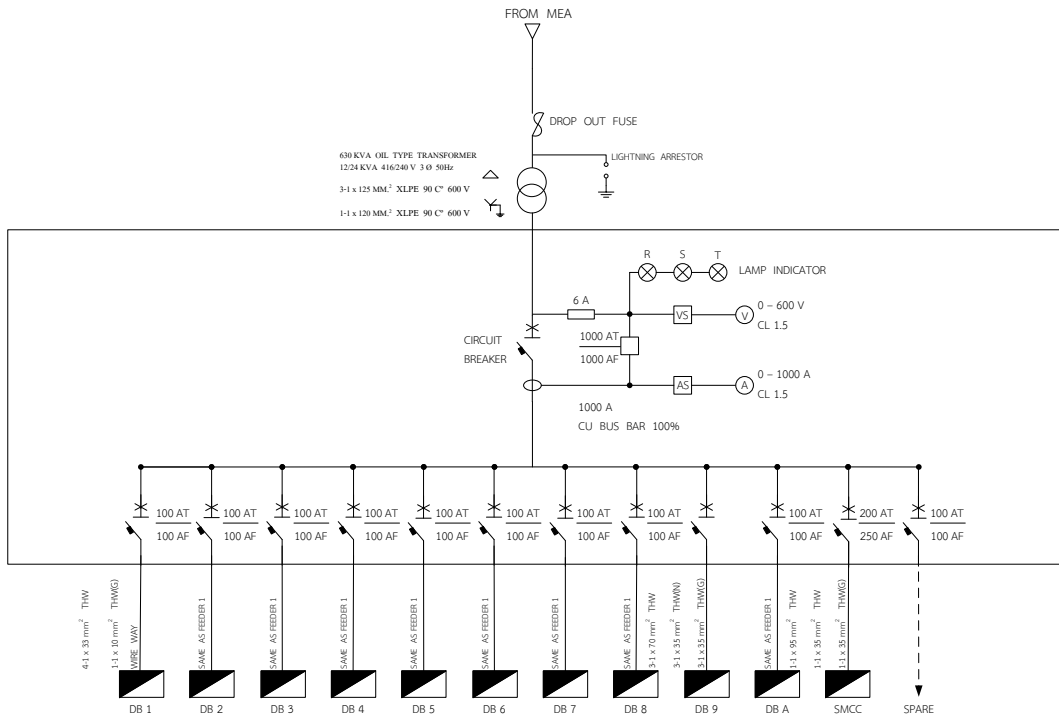 FROM MEA
DROP OUT FUSE
LIGHTNING ARRESTOR
630 KVA OIL TYPE TRANSFORMER
12/24 KVA 416/240 V 3 Ø 50Hz
3-1 x 125 MM.² XLPE 90 C° 600 V
1-1 x 120 MM.² XLPE 90 C° 600 V
R S T
LAMP INDICATOR
6 A
VS V
0 – 600 V
CL 1.5
CIRCUIT
BREAKER
1000 AT
1000 AF
AS A
0 – 1000 A
CL 1.5
1000 A
CU BUS BAR 100%
100 AT 100 AT 100 AT 100 AT 100 AT 100 AT 100 AT 100 AT 100 AT 200 AT 100 AT
100 AF 100 AF 100 AF 100 AF 100 AF 100 AF 100 AF 100 AF 100 AF 250 AF 100 AF
4-1 x 33 mm² THW
1-1 x 10 mm² THW(G)
WIRE WAY
SAME AS FEEDER 1
SAME AS FEEDER 1
SAME AS FEEDER 1
SAME AS FEEDER 1
SAME AS FEEDER 1
SAME AS FEEDER 1
SAME AS FEEDER 1
3-1 x 70 mm² THW
3-1 x 35 mm² THW(N)
3-1 x 35 mm² THW(G)
SAME AS FEEDER 1
1-1 x 95 mm² THW
1-1 x 35 mm² THW
1-1 x 35 mm² THW(G)
DB 1 DB 2 DB 3 DB 4 DB 5 DB 6 DB 7 DB 8 DB 9 DB A SMCC SPARE